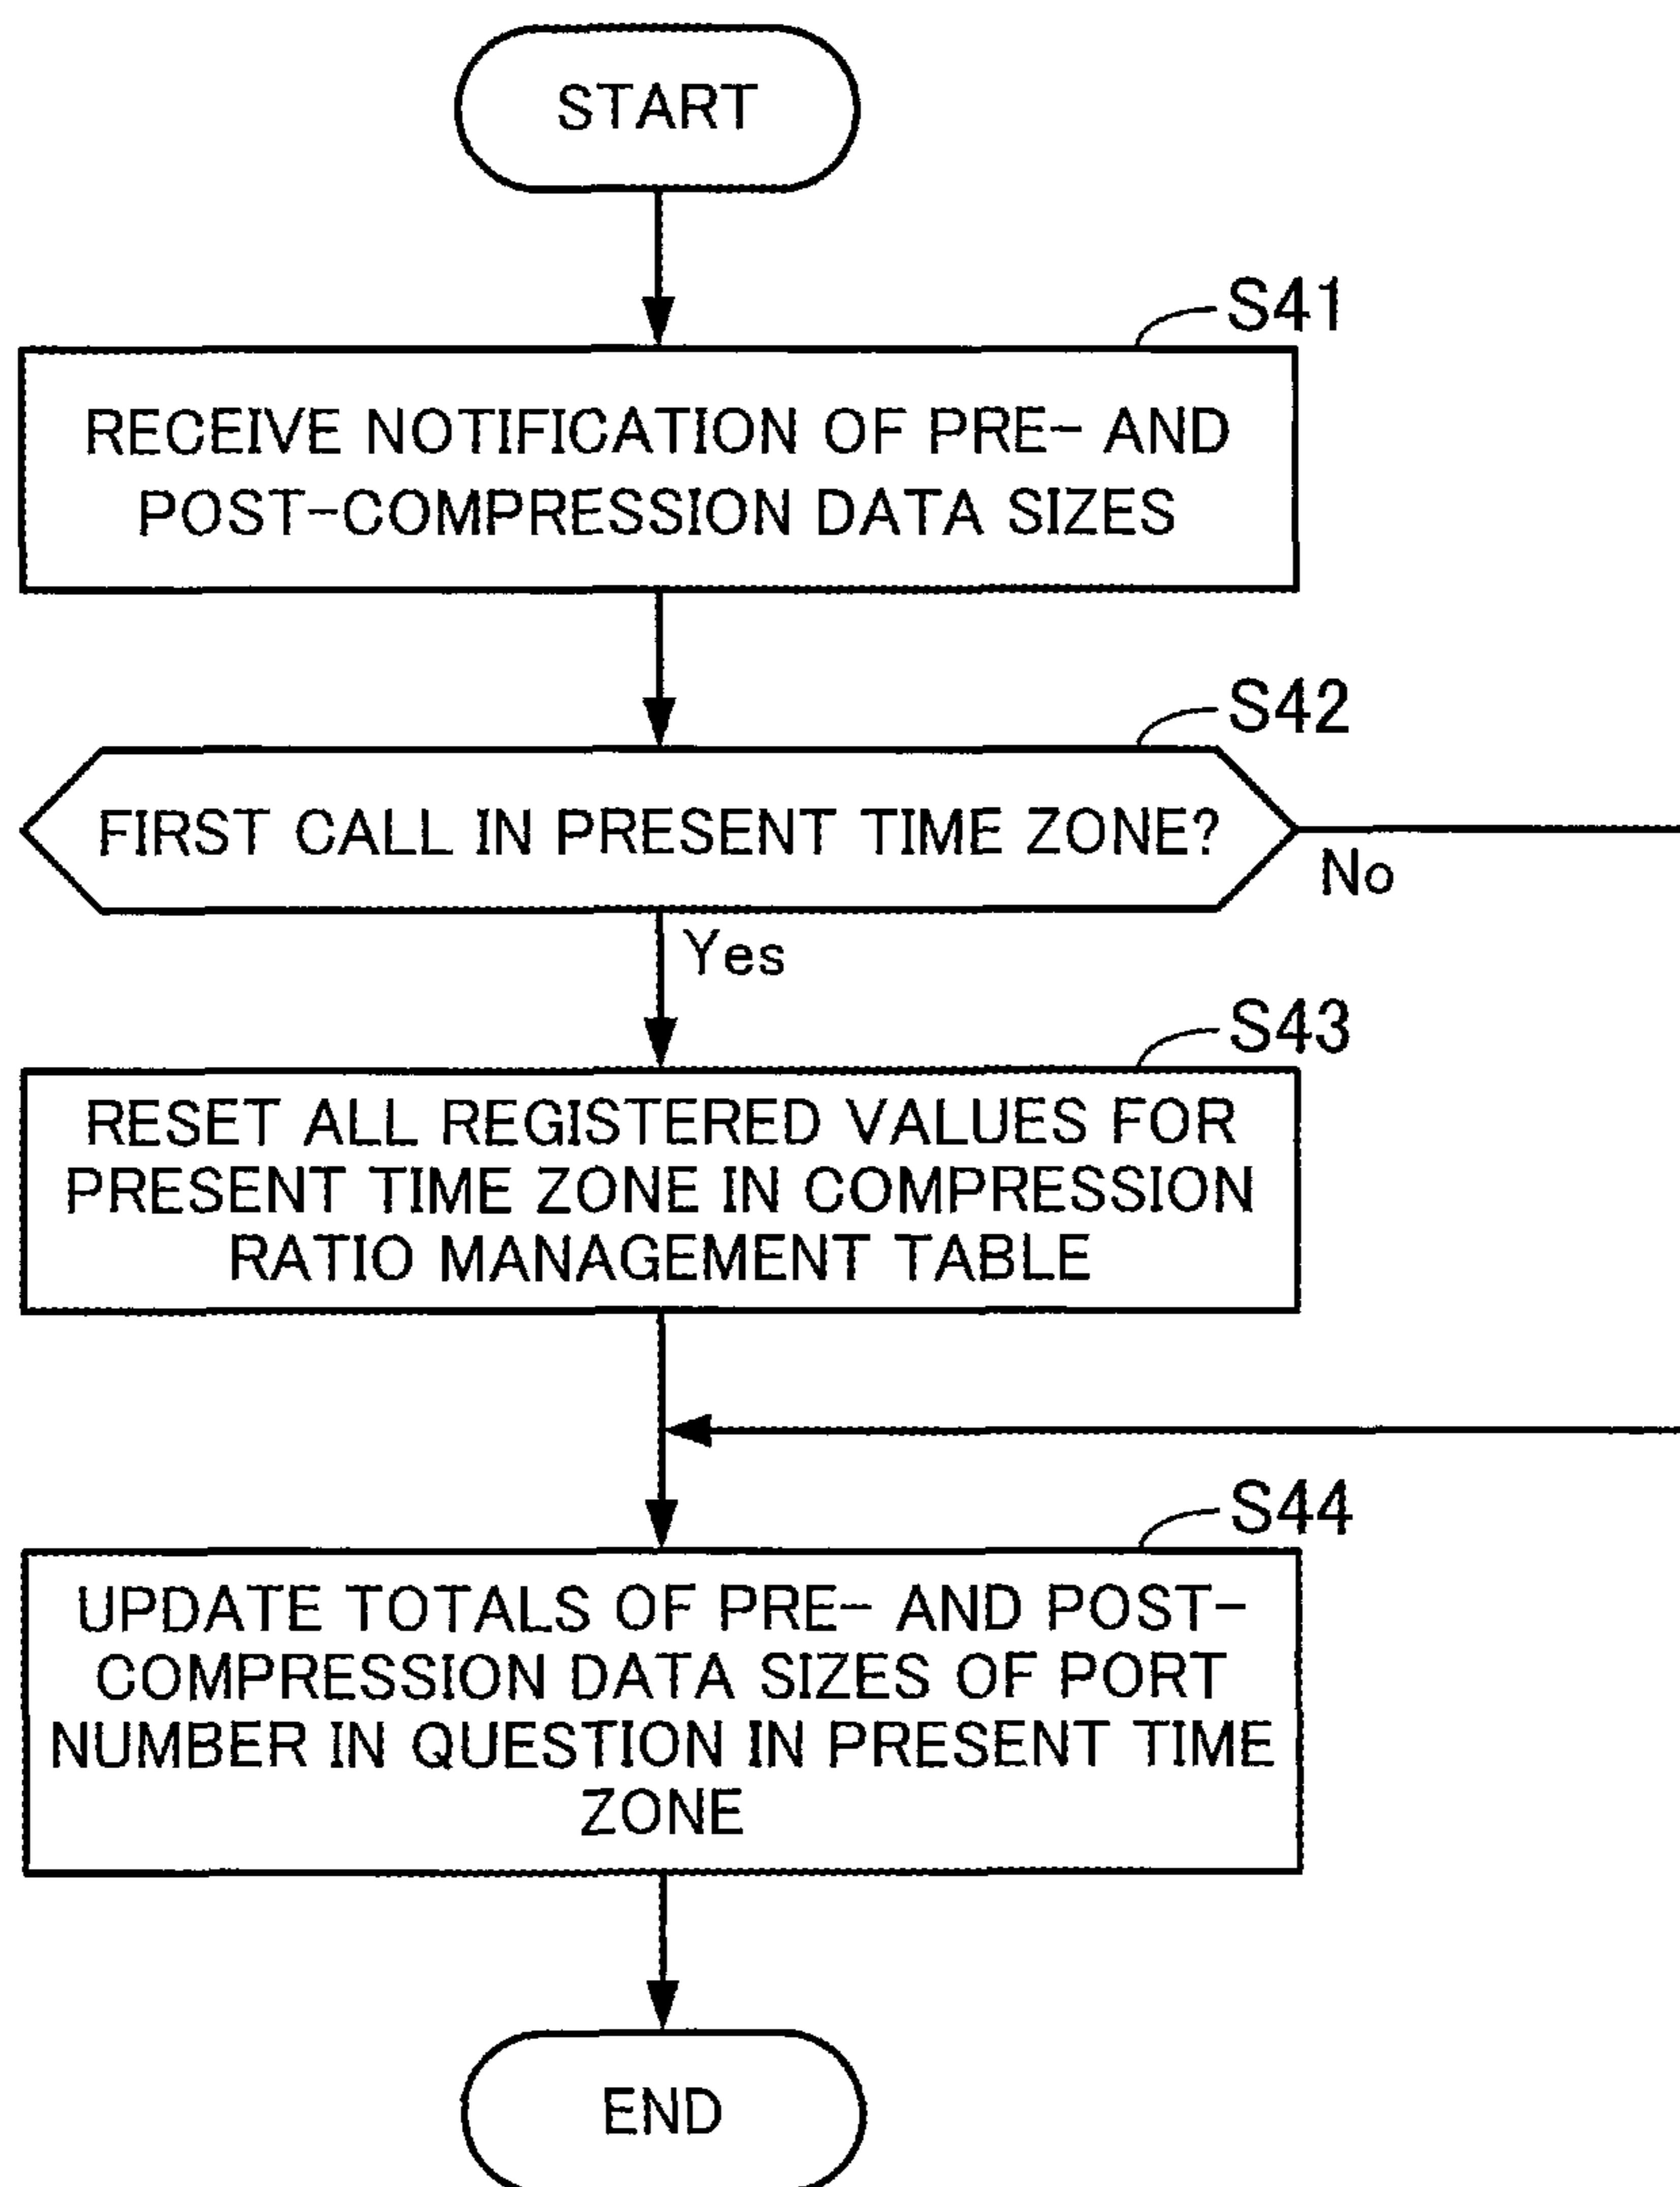 START
S41
RECEIVE NOTIFICATION OF PRE- AND
POST-COMPRESSION DATA SIZES
S42
FIRST CALL IN PRESENT TIME ZONE?
No
Yes
S43
RESET ALL REGISTERED VALUES FOR
PRESENT TIME ZONE IN COMPRESSION
RATIO MANAGEMENT TABLE
S44
UPDATE TOTALS OF PRE- AND POST-
COMPRESSION DATA SIZES OF PORT
NUMBER IN QUESTION IN PRESENT TIME
ZONE
END